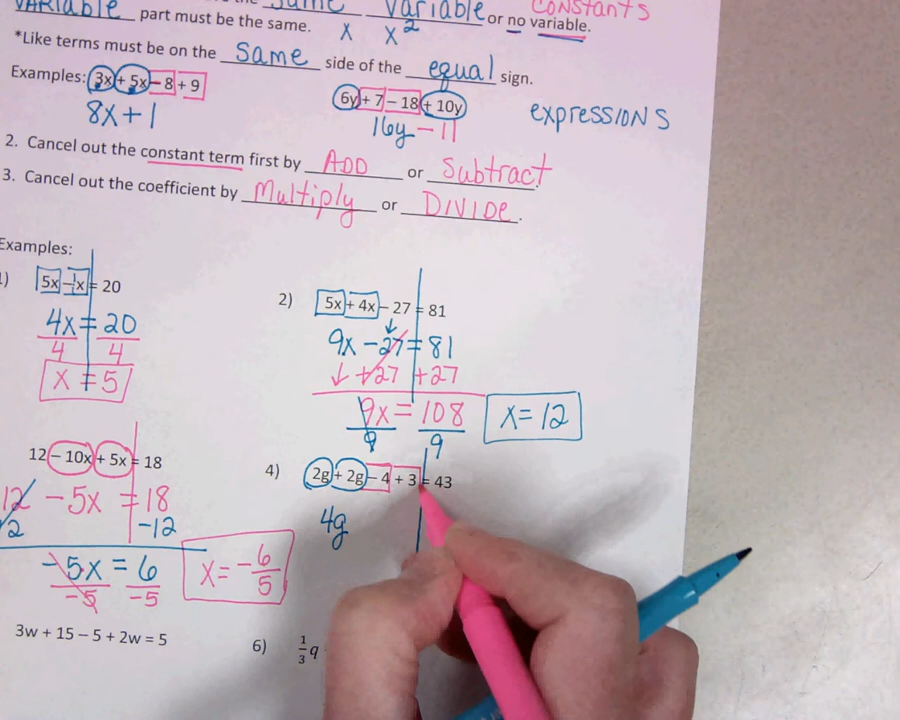 the same variable constants
VARIABLE part must be the same. x x² or no variable.
*Like terms must be on the same side of the equal sign.
Examples: 3x + 5x - 8 + 9 6y + 7 - 18 + 10y expressions
8x + 1 16y - 11
2. Cancel out the constant term first by ADD or Subtract.
3. Cancel out the coefficient by Multiply or DIVIDE.
Examples:
1) 5x - 1x = 20
4x = 20
4 4
x = 5
2) 5x + 4x - 27 = 81
9x - 27 = 81
↓ +27 +27
9x = 108 x = 12
9 9
12 - 10x + 5x = 18
12 - 5x = 18
-12
-5x = 6 x = -6/5
-5 -5
4) 2g + 2g - 4 + 3 = 43
4g
3w + 15 - 5 + 2w = 5
6) 1/3 q